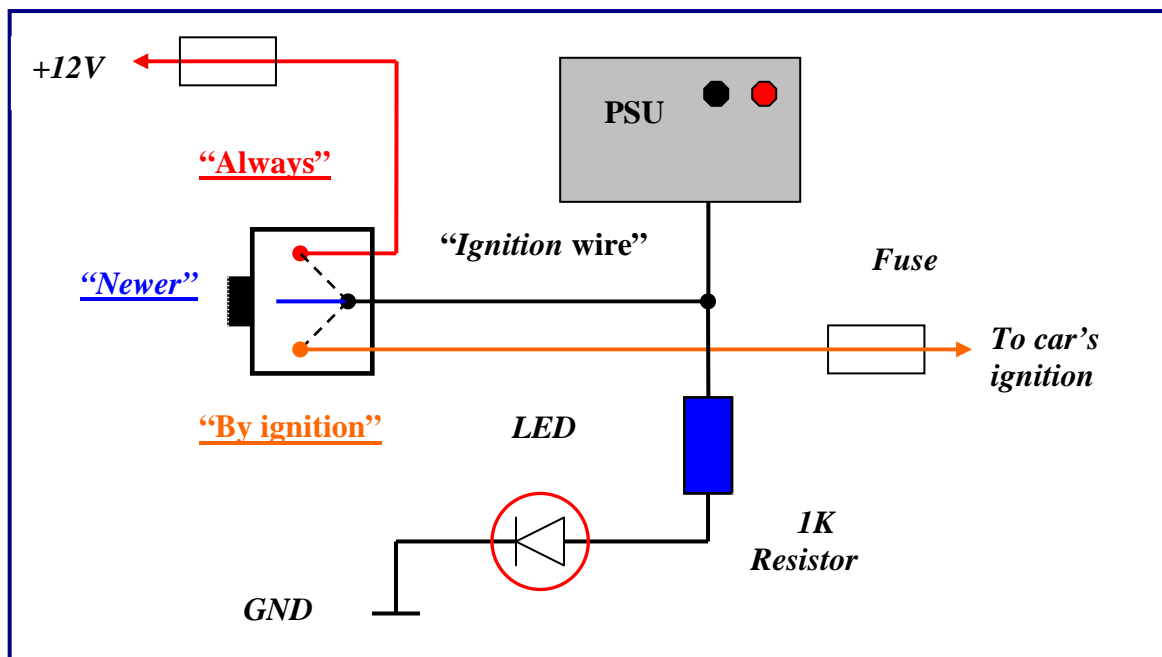 +12V
PSU
“Always”
“Ignition wire”
Fuse
“Newer”
To car’s
ignition
“By ignition”
LED
1K
Resistor
GND